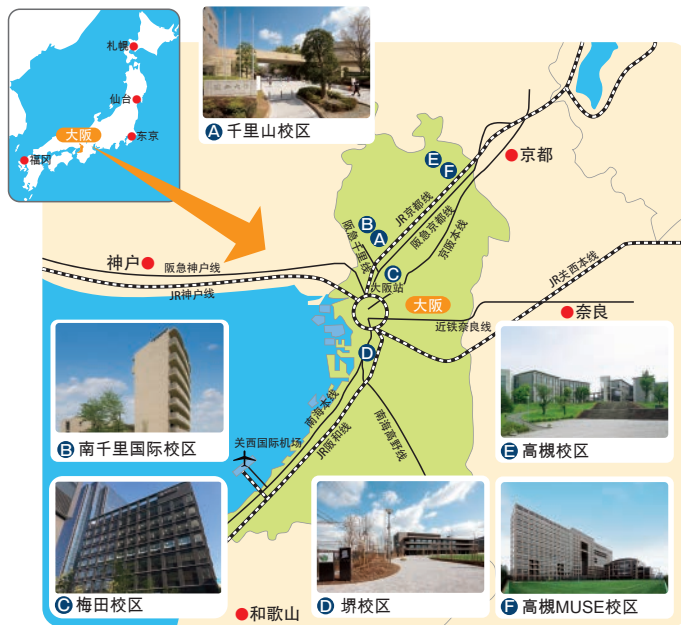 札幌
仙台
大阪
东京
福冈
A 千里山校区
E
F
京都
JR京都线
阪急京都线
京阪本线
B
A
阪急千里线
神户
阪急神户线
JR神户线
C
大阪站
大阪
JR关西本线
奈良
近铁奈良线
D
南海本线
JR阪和线
南海高野线
关西国际机场
B 南千里国际校区
E 高槻校区
C 梅田校区
D 堺校区
F 高槻MUSE校区
和歌山